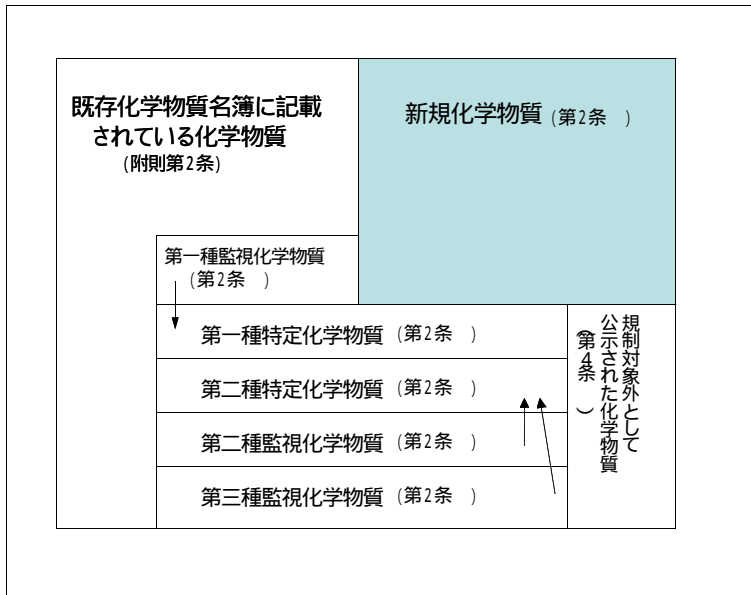 既存化学物質名簿に記載
されている化学物質
(附則第2条)
新規化学物質 (第2条 )
第一種監視化学物質
(第2条 )
第一種特定化学物質 (第2条 )
第二種特定化学物質 (第2条 )
第二種監視化学物質 (第2条 )
第三種監視化学物質 (第2条 )
規制対象外として
公示された化学物質
(第4条 )